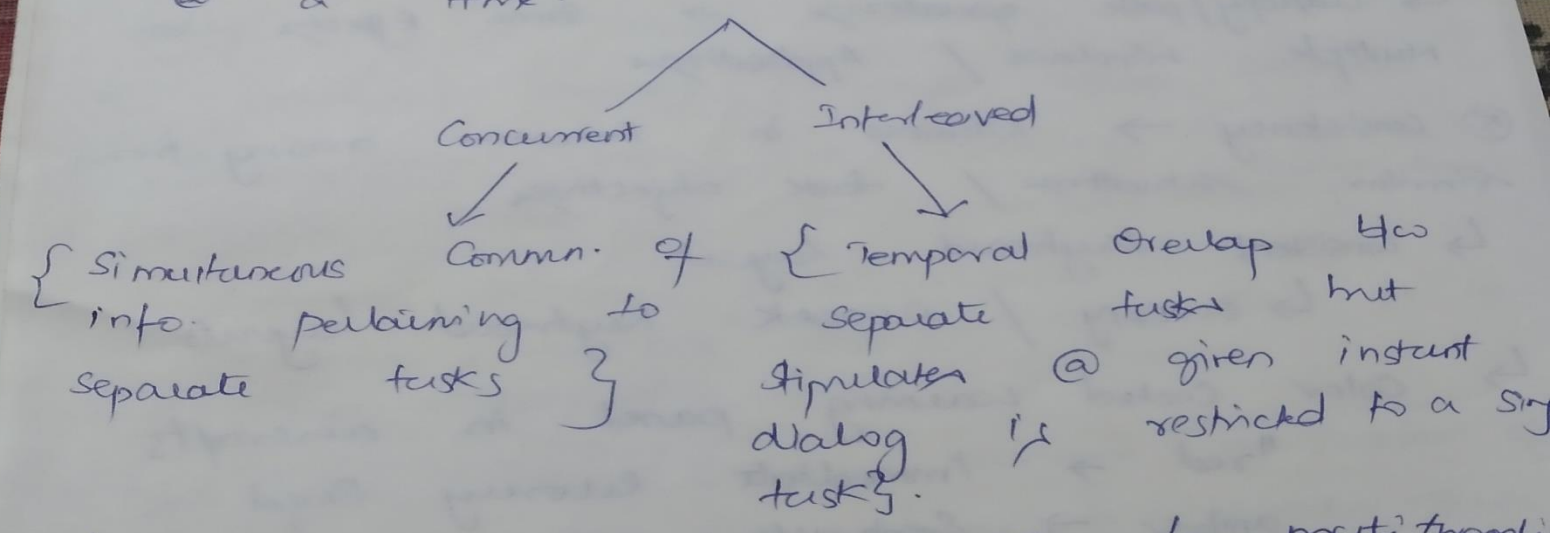 Concurrent
Interleaved
{ Simultaneous Commn. of
info. pertaining to
separate tasks }
{ Temporal Overlap b/w
separate tasks but
stipulates @ given instant
dialog is restricted to a
task}.